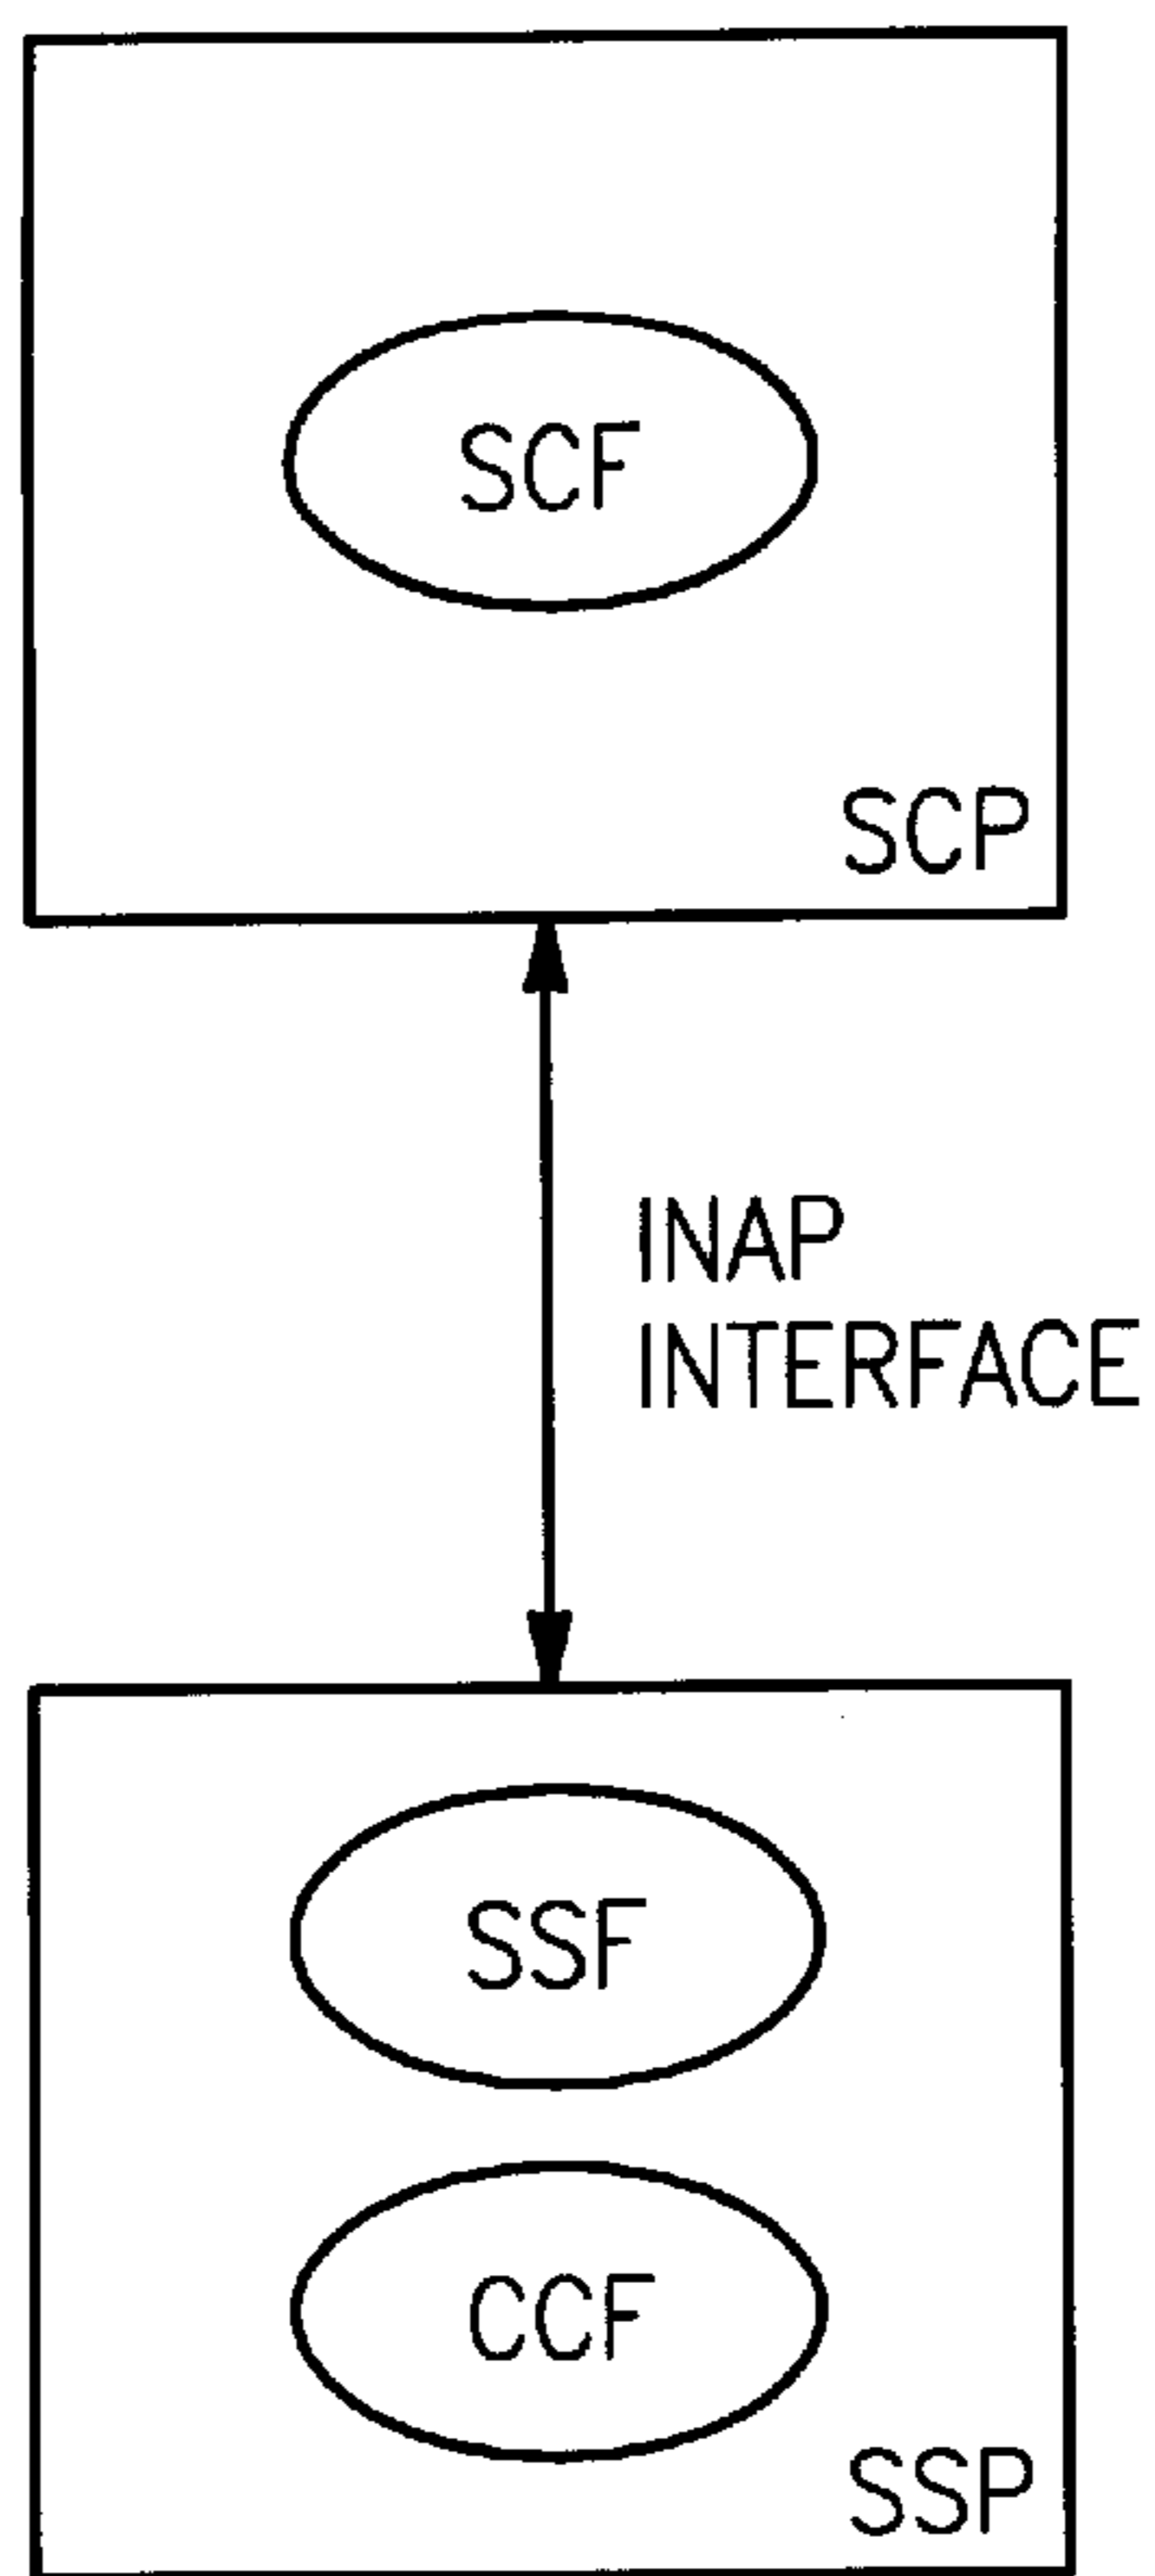 SCF
SCP
INAP
INTERFACE
SSF
CCF
SSP